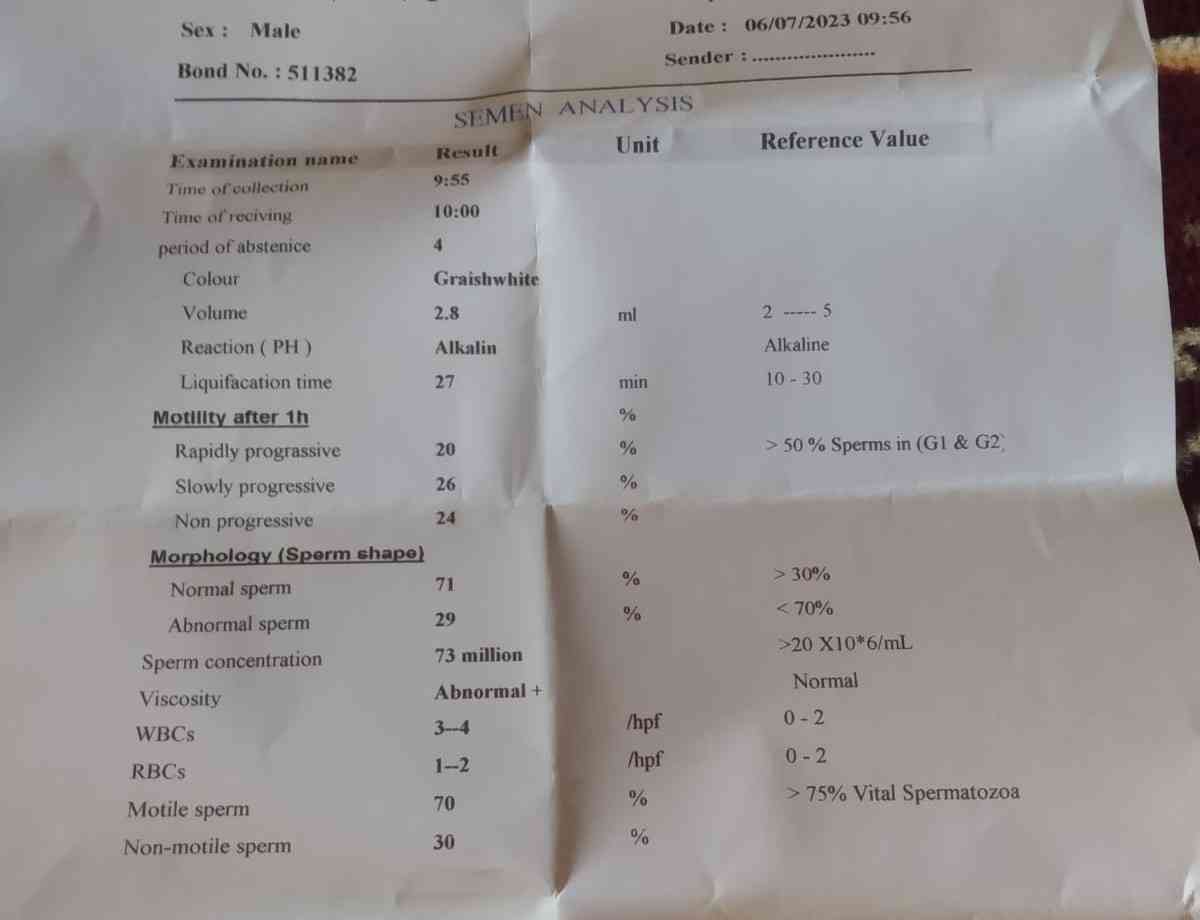 Sex : Male
Date : 06/07/2023 09:56
Bond No. : 511382
Sender : .....................
SEMEN ANALYSIS
Examination name Result Unit Reference Value
Time of collection 9:55
Time of reciving 10:00
period of abstenice 4
Colour Graishwhite
Volume 2.8 ml 2 ----- 5
Reaction ( PH ) Alkalin Alkaline
Liquifacation time 27 min 10 - 30
Motility after 1h %
Rapidly prograssive 20 % > 50 % Sperms in (G1 & G2)
Slowly progressive 26 %
Non progressive 24 %
Morphology (Sperm shape)
Normal sperm 71 % > 30%
Abnormal sperm 29 % < 70%
Sperm concentration 73 million >20 X10*6/mL
Viscosity Abnormal + Normal
WBCs 3--4 /hpf 0 - 2
RBCs 1--2 /hpf 0 - 2
Motile sperm 70 % > 75% Vital Spermatozoa
Non-motile sperm 30 %